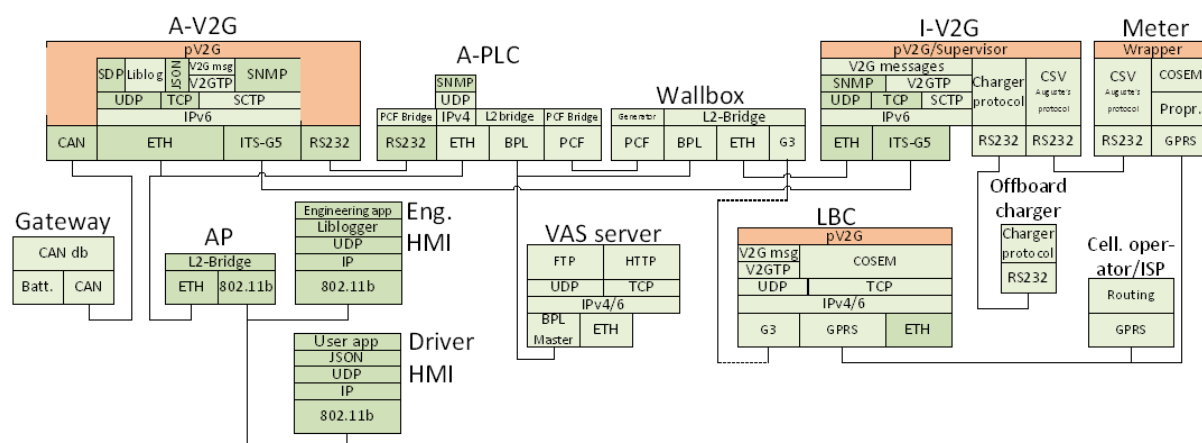 A-V2G
pV2G
SDP Liblog JSON V2G msg SNMP
V2GTP
UDP TCP SCTP
IPv6
CAN ETH ITS-G5 RS232
A-PLC
SNMP
UDP
PCF Bridge IPv4 L2bridge PCF Bridge
RS232 ETH BPL PCF
Wallbox
Generator L2-Bridge
PCF BPL ETH G3
I-V2G
pV2G/Supervisor
V2G messages
SNMP V2GTP
UDP TCP SCTP
IPv6
ETH ITS-G5
Charger
protocol
RS232
CSV
Auguste's
protocol
RS232
Meter
Wrapper
CSV
Auguste's
protocol
RS232
COSEM
Propr.
GPRS
Gateway
CAN db
Batt. CAN
AP
L2-Bridge
ETH 802.11b
Eng.
HMI
Engineering app
Liblogger
UDP
IP
802.11b
Driver
HMI
User app
JSON
UDP
IP
802.11b
VAS server
FTP HTTP
UDP TCP
IPv4/6
BPL
Master
ETH
LBC
pV2G
V2G msg COSEM
V2GTP
UDP TCP
IPv4/6
G3 GPRS ETH
Offboard
charger
Charger
protocol
RS232
Cell. oper-
ator/ISP
Routing
GPRS